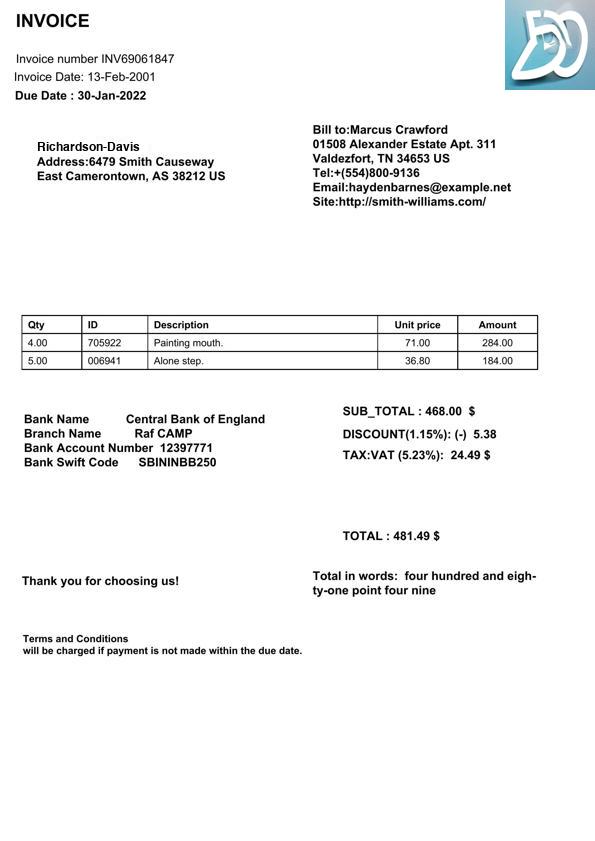 INVOICE
Invoice number INV69061847
Invoice Date: 13-Feb-2001
Due Date : 30-Jan-2022
Richardson-Davis
Address:6479 Smith Causeway
East Camerontown, AS 38212 US
Bill to:Marcus Crawford
01508 Alexander Estate Apt. 311
Valdezfort, TN 34653 US
Tel:+(554)800-9136
Email:haydenbarnes@example.net
Site:http://smith-williams.com/
Qty ID Description Unit price Amount
4.00 705922 Painting mouth. 71.00 284.00
5.00 006941 Alone step. 36.80 184.00
Bank Name Central Bank of England
Branch Name Raf CAMP
Bank Account Number 12397771
Bank Swift Code SBININBB250
SUB_TOTAL : 468.00 $
DISCOUNT(1.15%): (-) 5.38
TAX:VAT (5.23%): 24.49 $
TOTAL : 481.49 $
Thank you for choosing us!
Total in words: four hundred and eigh-
ty-one point four nine
Terms and Conditions
will be charged if payment is not made within the due date.